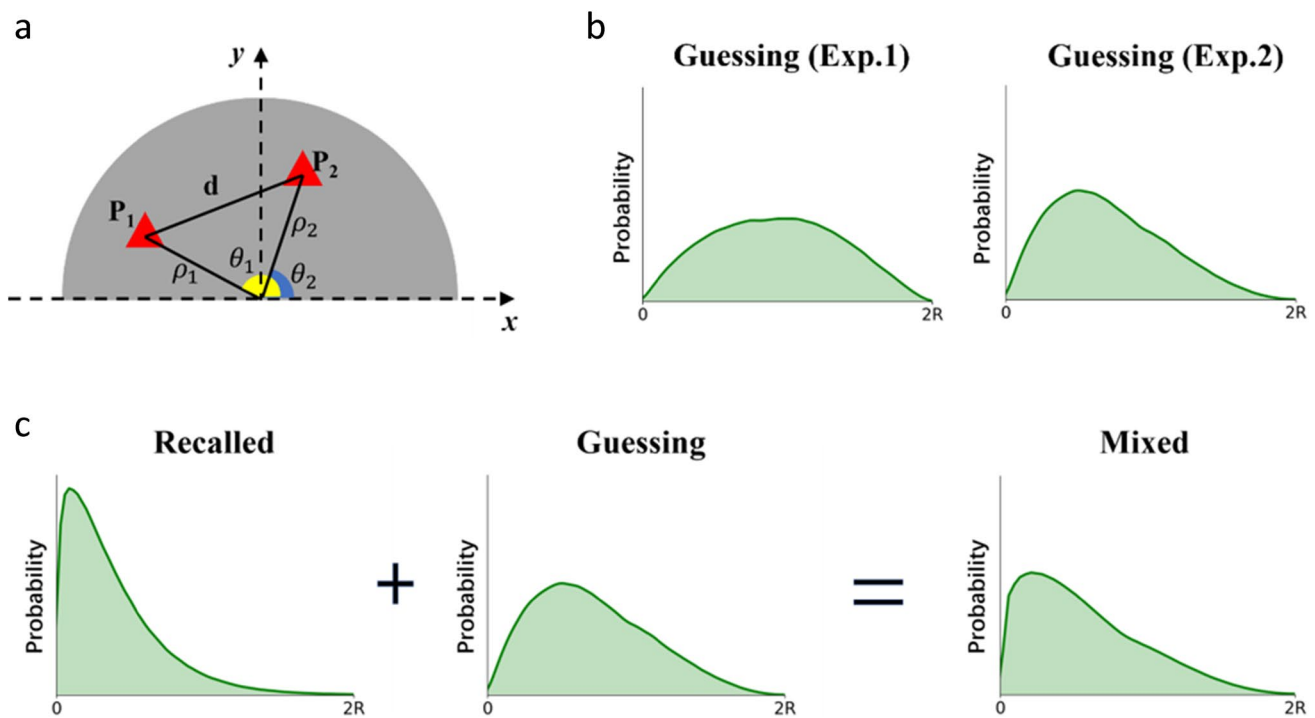 a
y
P2
d
P1
ρ2
θ1
θ2
ρ1
x
b
Guessing (Exp.1)
Guessing (Exp.2)
Probability
Probability
0
2R
0
2R
c
Recalled
Guessing
Mixed
Probability
+
Probability
=
Probability
0
2R
0
2R
0
2R